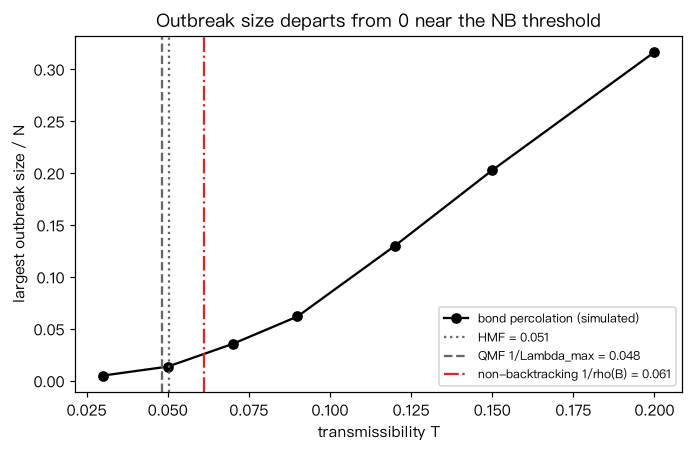 Outbreak size departs from 0 near the NB threshold
largest outbreak size / N
0.30
0.25
0.20
0.15
0.10
0.05
0.00
bond percolation (simulated)
HMF = 0.051
QMF 1/Lambda_max = 0.048
non−backtracking 1/rho(B) = 0.061
0.025 0.050 0.075 0.100 0.125 0.150 0.175 0.200
transmissibility T